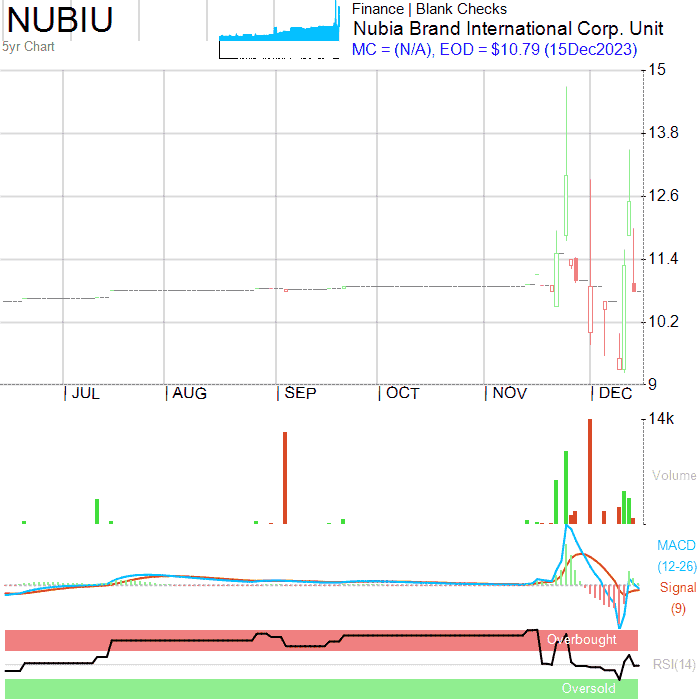 NUBIU
5yr Chart
Finance | Blank Checks
Nubia Brand International Corp. Unit
MC = (N/A), EOD = $10.79 (15Dec2023)
15
13.8
12.6
11.4
10.2
9
JUL
AUG
SEP
OCT
NOV
DEC
14k
Volume
MACD
(12-26)
Signal
(9)
Overbought
RSI(14)
Oversold